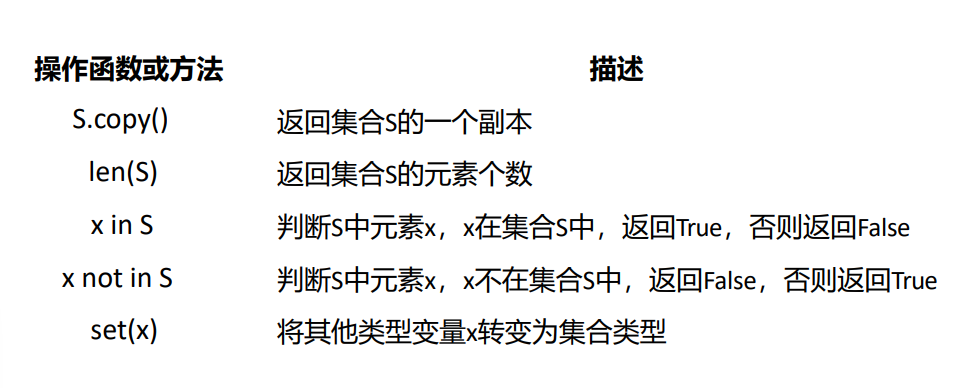 操作函数或方法 描述
S.copy() 返回集合S的一个副本
len(S) 返回集合S的元素个数
x in S 判断S中元素x，x在集合S中，返回True，否则返回False
x not in S 判断S中元素x，x不在集合S中，返回False，否则返回True
set(x) 将其他类型变量x转变为集合类型